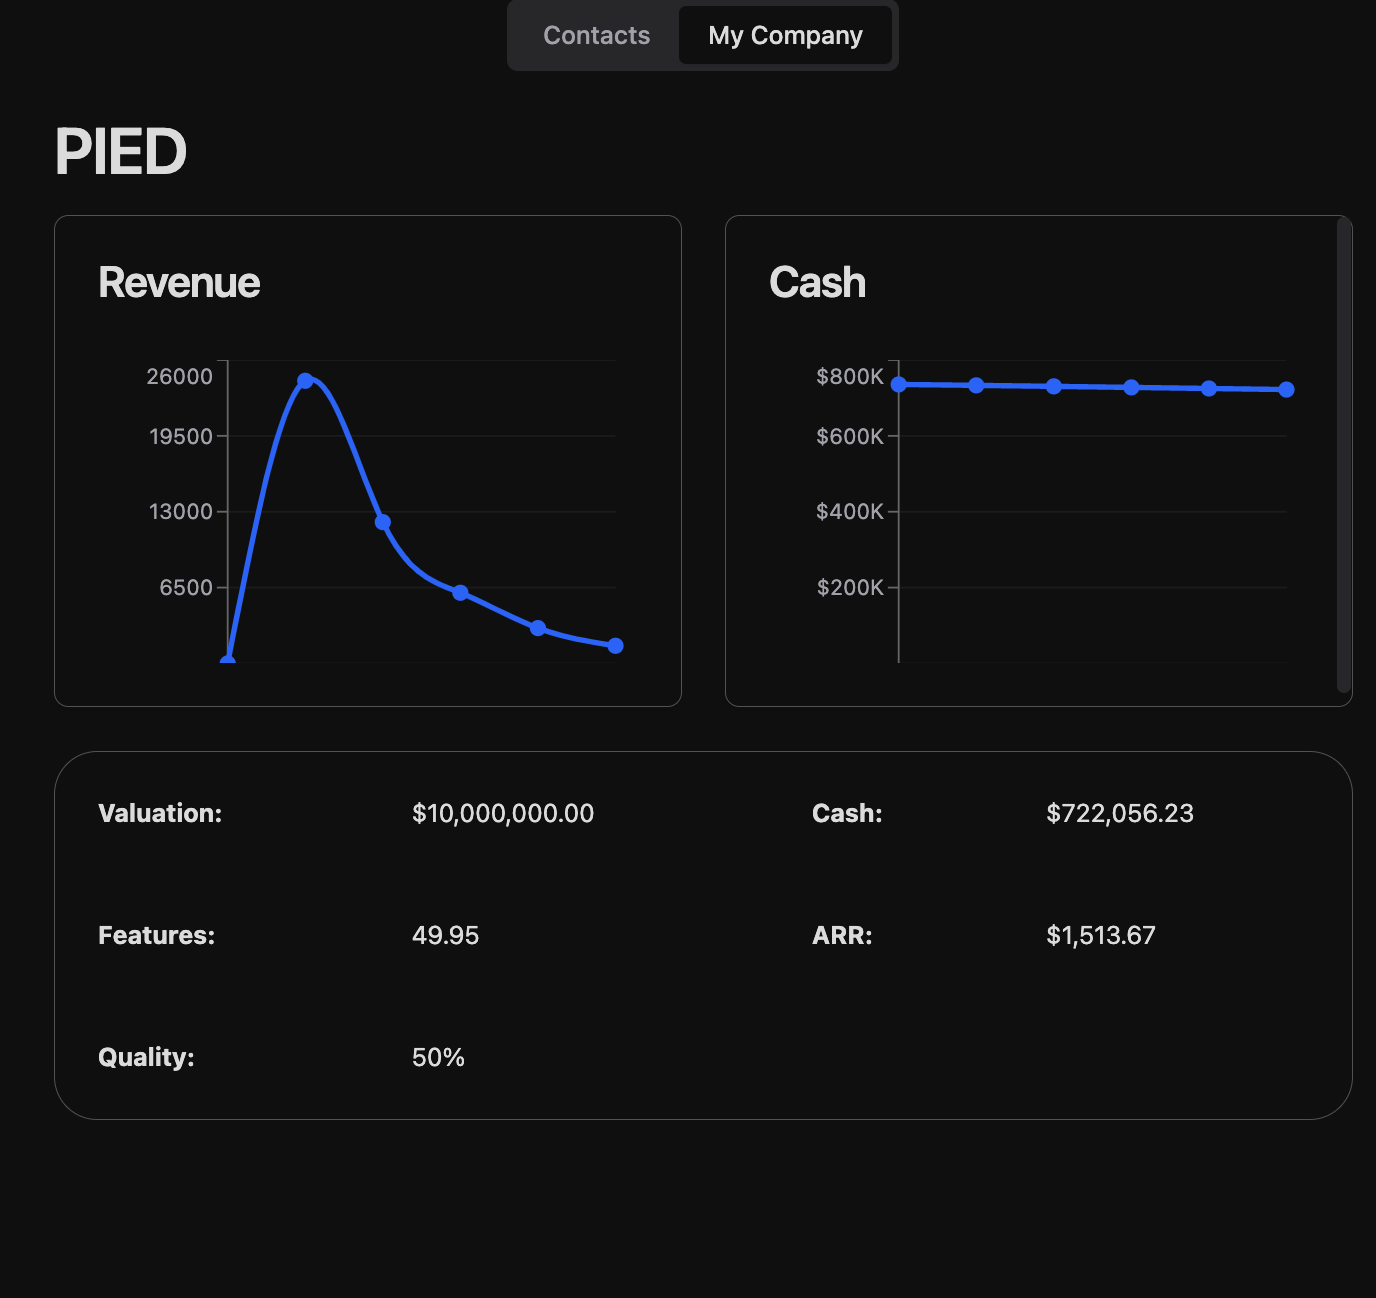 Contacts
My Company
PIED
Revenue
26000
19500
13000
6500
Cash
$800K
$600K
$400K
$200K
Valuation: $10,000,000.00 Cash: $722,056.23
Features: 49.95 ARR: $1,513.67
Quality: 50%